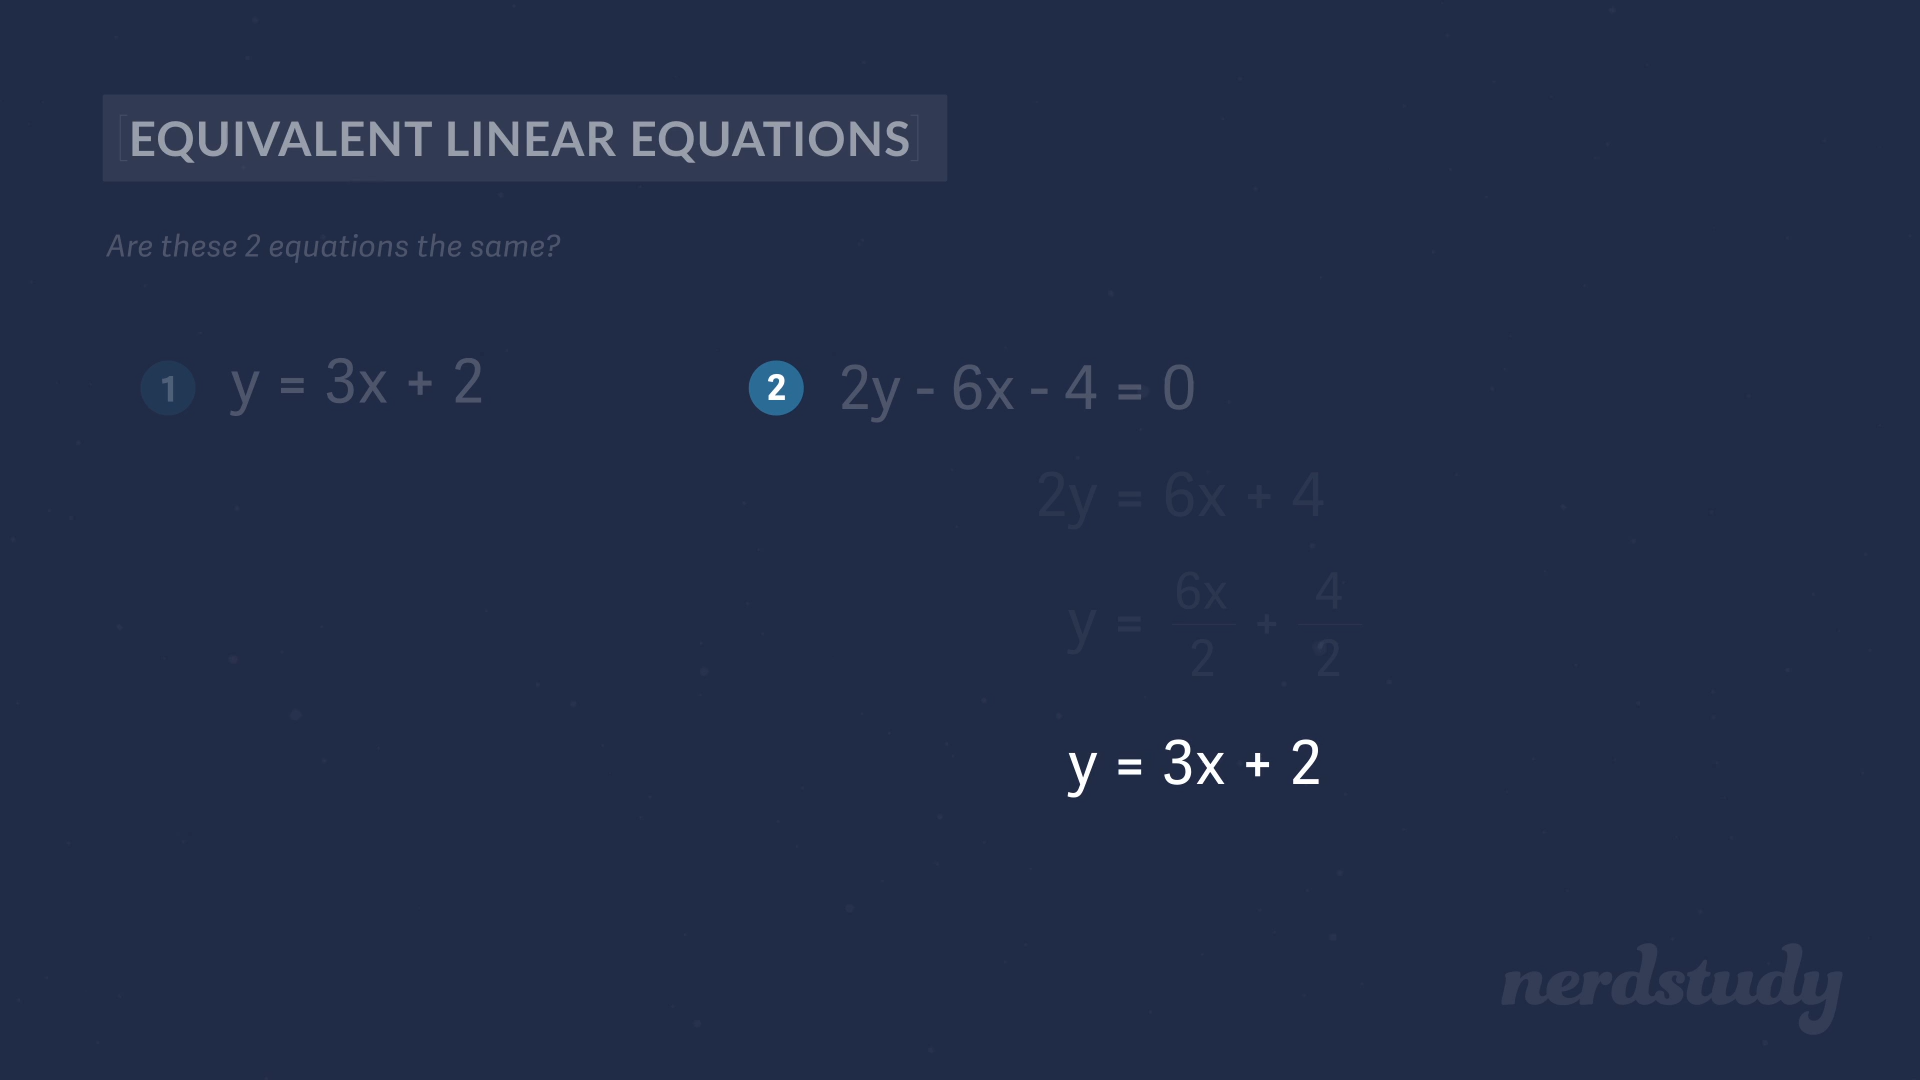 [EQUIVALENT LINEAR EQUATIONS]
Are these 2 equations the same?
1 y = 3x + 2
2 2y - 6x - 4 = 0
2y = 6x + 4
y = 6x/2 + 4/2
y = 3x + 2
nerdstudy